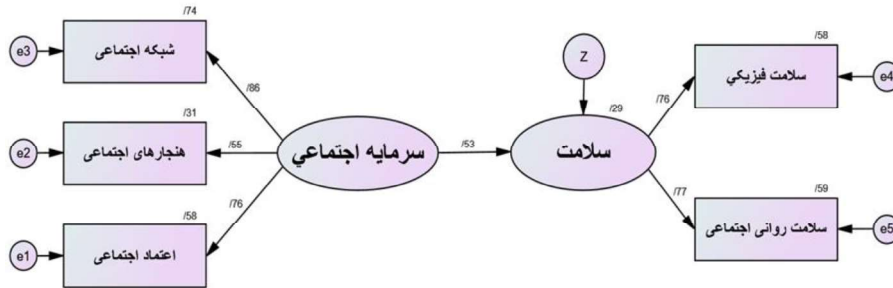 /74
e3
شبکه اجتماعی
/86
/31
e2
هنجارهای اجتماعی
/55
/58
e1
اعتماد اجتماعی
/76
سرمایه اجتماعي
/53
Z
/29
سلامت
/76
/58
سلامت فیزیکي
e4
/77
/59
سلامت روانی اجتماعی
e5